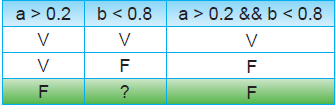 a > 0.2 b < 0.8 a > 0.2 && b < 0.8
V V V
V F F
F ? F